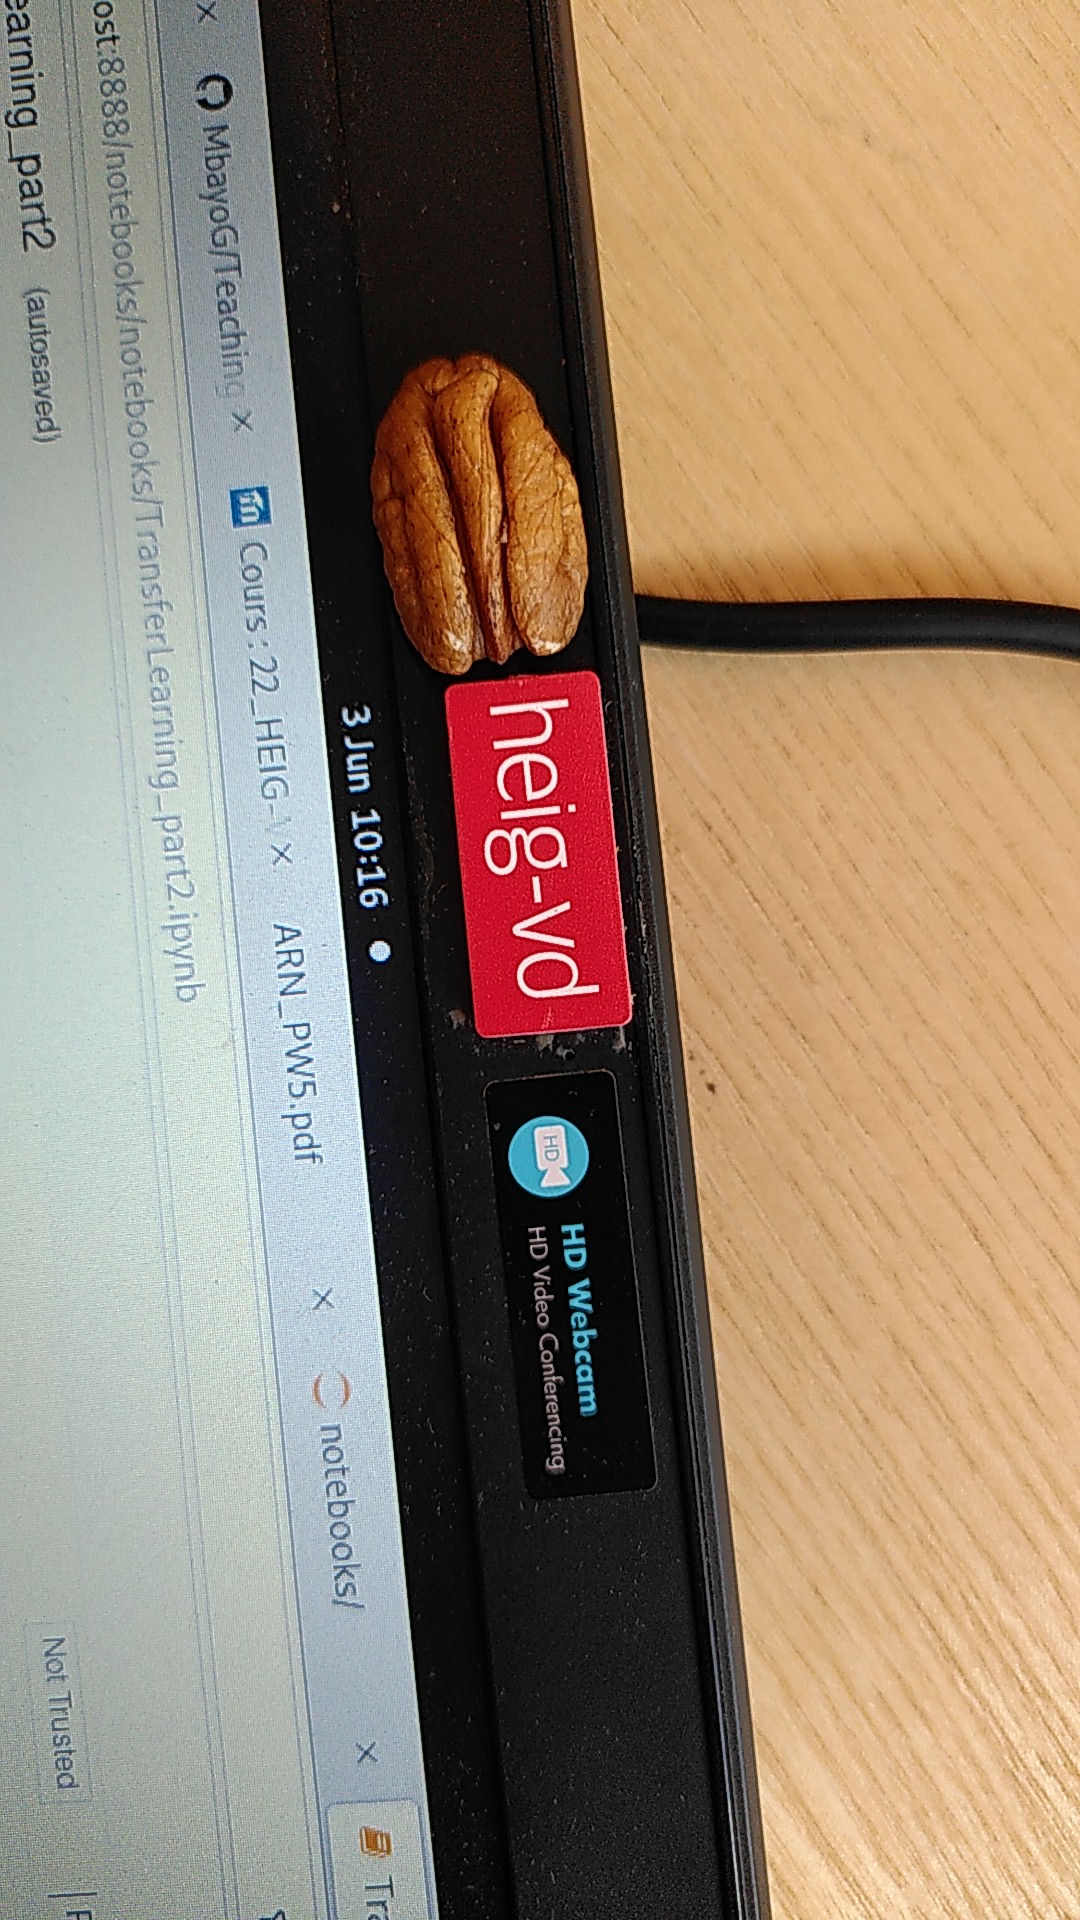 HD
HD Webcam
HD Video Conferencing
heig-vd
3 Jun 10:16
MbayoG/Teaching
Cours : 22_HEIG-V
ARN_PW5.pdf
notebooks/
ost:8888/notebooks/notebooks/TransferLearning_part2.ipynb
earning_part2 (autosaved)
Not Trusted